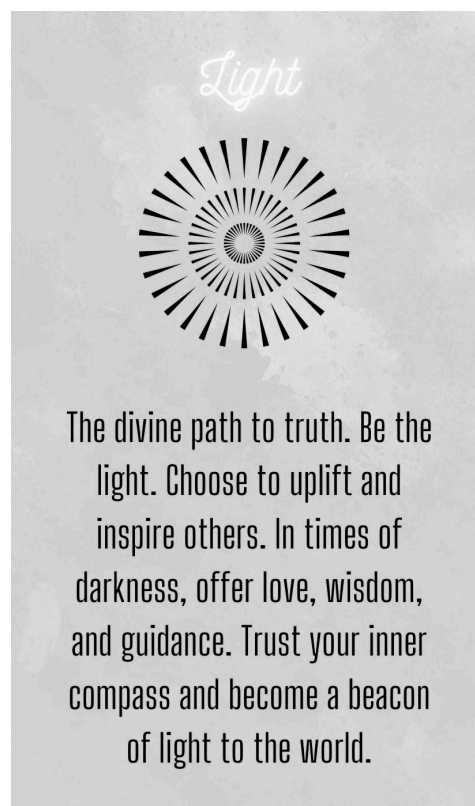 Light
The divine path to truth. Be the
light. Choose to uplift and
inspire others. In times of
darkness, offer love, wisdom,
and guidance. Trust your inner
compass and become a beacon
of light to the world.